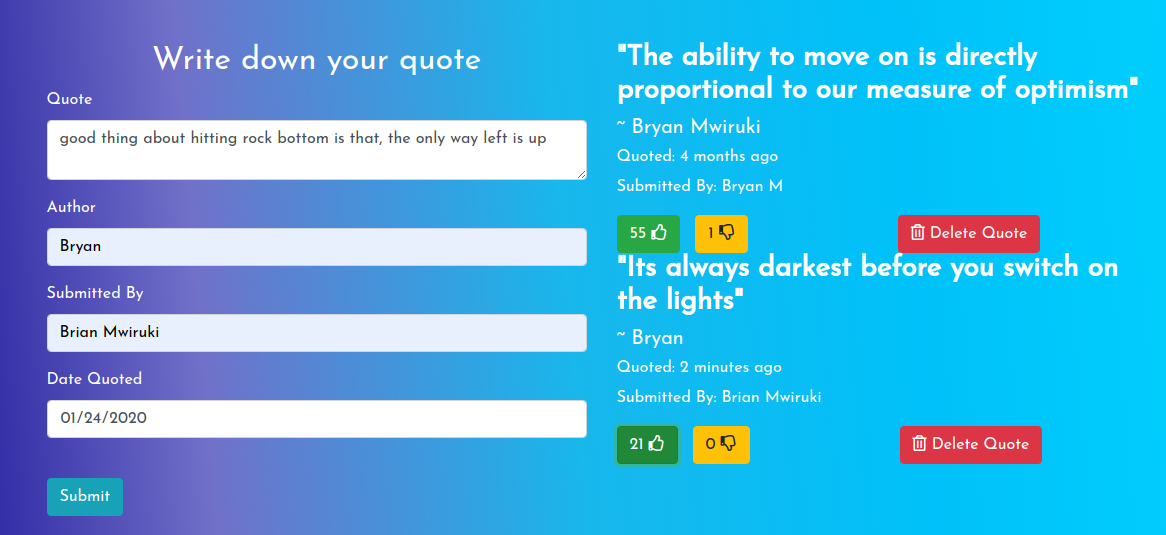 Write down your quote
Quote
good thing about hitting rock bottom is that, the only way left is up
Author
Bryan
Submitted By
Brian Mwiruki
Date Quoted
01/24/2020
Submit
"The ability to move on is directly
proportional to our measure of optimism"
~ Bryan Mwiruki
Quoted: 4 months ago
Submitted By: Bryan M
55 1 Delete Quote
"Its always darkest before you switch on
the lights"
~ Bryan
Quoted: 2 minutes ago
Submitted By: Brian Mwiruki
21 0 Delete Quote